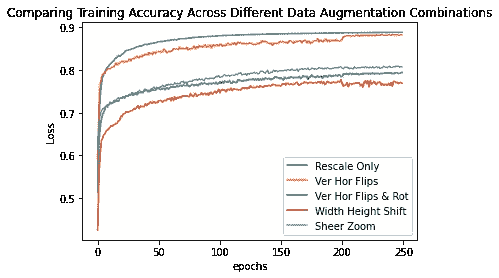 Comparing Training Accuracy Across Different Data Augmentation Combinations
0.9
0.8
0.7
0.6
0.5
Loss
0
50
100
150
200
250
epochs
Rescale Only
Ver Hor Flips
Ver Hor Flips & Rot
Width Height Shift
Sheer Zoom